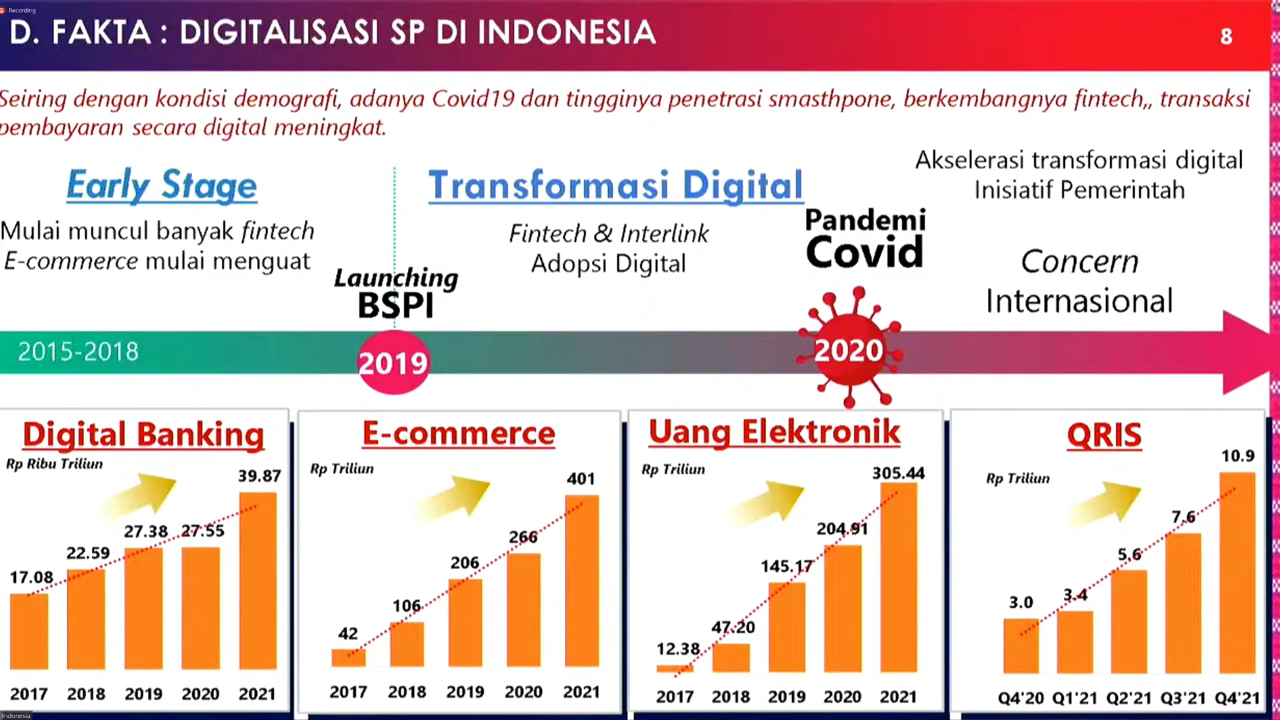 Recording
D. FAKTA : DIGITALISASI SP DI INDONESIA
8
Seiring dengan kondisi demografi, adanya Covid19 dan tingginya penetrasi smasthpone, berkembangnya fintech,, transaksi
pembayaran secara digital meningkat.
Early Stage
Mulai muncul banyak fintech
E-commerce mulai menguat
Launching
BSPI
Transformasi Digital
Fintech & Interlink
Adopsi Digital
Pandemi
Covid
Akselerasi transformasi digital
Inisiatif Pemerintah
Concern
Internasional
2015-2018
2019
2020
Digital Banking
Rp Ribu Triliun
17.08
22.59
27.38
27.55
39.87
2017 2018 2019 2020 2021
E-commerce
Rp Triliun
42
106
206
266
401
2017 2018 2019 2020 2021
Uang Elektronik
Rp Triliun
12.38
47.20
145.17
204.91
305.44
2017 2018 2019 2020 2021
QRIS
Rp Triliun
3.0
3.4
5.6
7.6
10.9
Q4'20 Q1'21 Q2'21 Q3'21 Q4'21
Indonesia